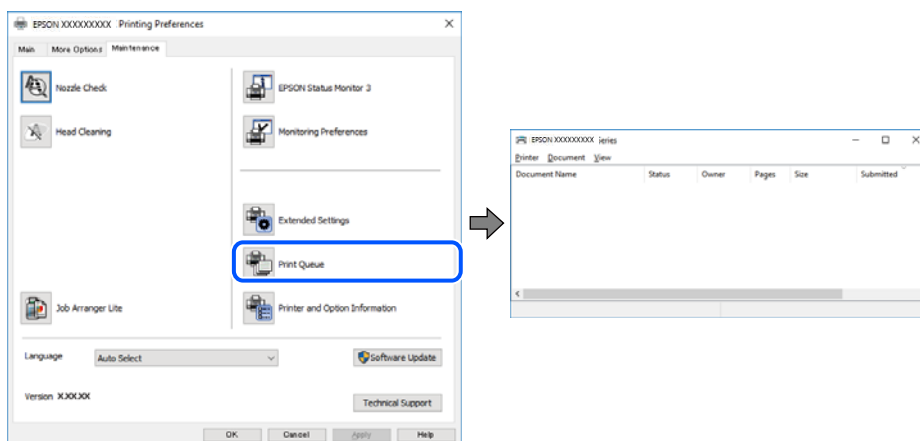 EPSON XXXXXXXXX Printing Preferences
Main More Options Maintenance
Nozzle Check
EPSON Status Monitor 3
Head Cleaning
Monitoring Preferences
Extended Settings
Print Queue
Job Arranger Lite
Printer and Option Information
Language Auto Select
Software Update
Version X.XX.XX
Technical Support
OK Cancel Apply Help
EPSON XXXXXXXXX ieries
Printer Document View
Document Name Status Owner Pages Size Submitted